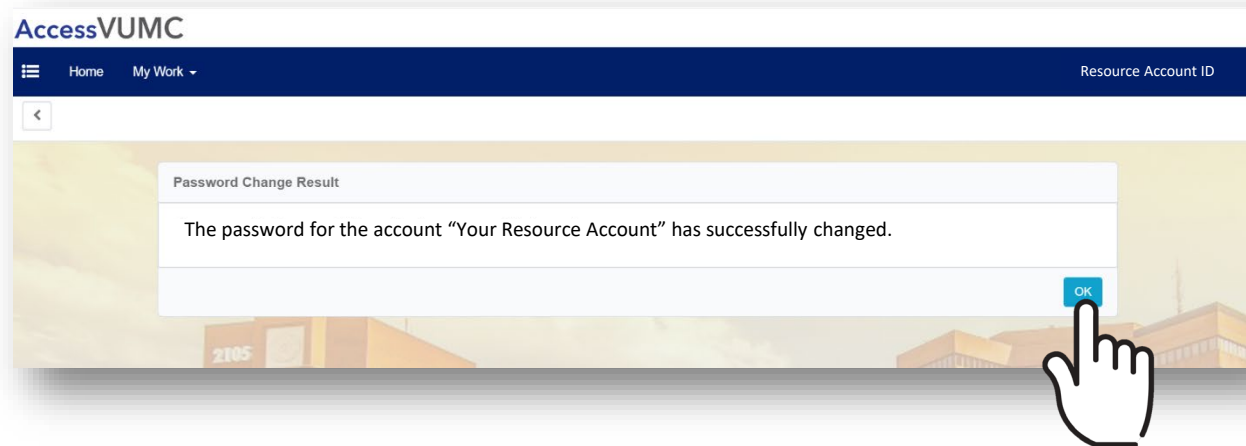 AccessVUMC
Home My Work Resource Account ID
Password Change Result
The password for the account “Your Resource Account” has successfully changed.
OK
2105